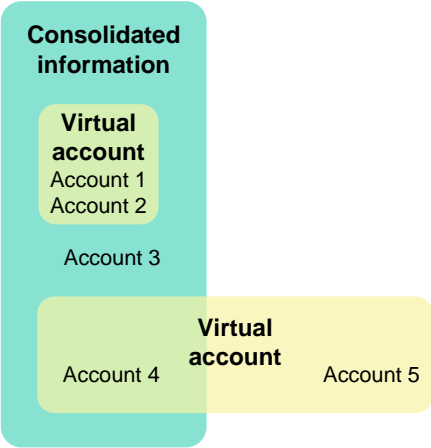 Consolidated
information
Virtual
account
Account 1
Account 2
Account 3
Virtual
account
Account 4
Account 5